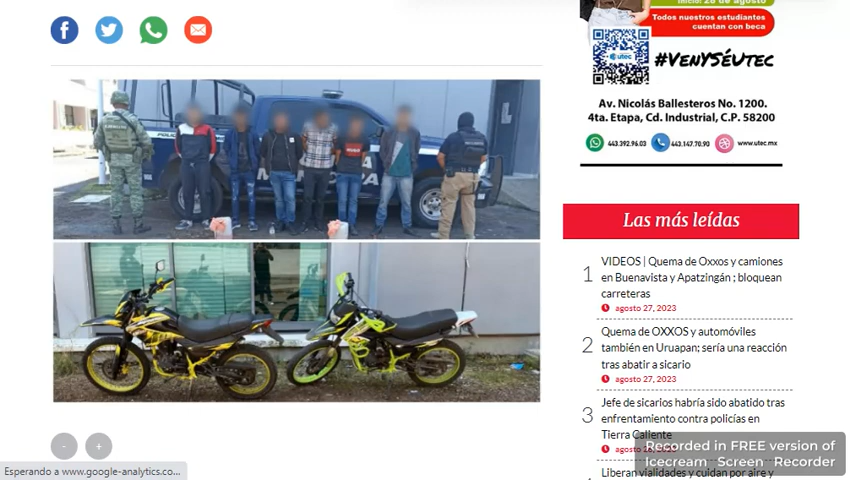 Inicio: 28 de agosto
Todos nuestros estudiantes
cuentan con beca
utec
#VENYSÉUTEC
Av. Nicolás Ballesteros No. 1200.
4ta. Etapa, Cd. Industrial, C.P. 58200
443.392.96.03
443.147.70.90
www.utec.mx
Las más leídas
1
VIDEOS | Quema de Oxxos y camiones
en Buenavista y Apatzingán ; bloquean
carreteras
agosto 27, 2023
2
Quema de OXXOS y automóviles
también en Uruapan; sería una reacción
tras abatir a sicario
agosto 27, 2023
3
Jefe de sicarios habría sido abatido tras
enfrentamiento contra policías en
Tierra Caliente
Liberan vialidades y cuidan por aire y
- +
Esperando a www.google-analytics.co...
Recorded in FREE version of
Icecream Screen Recorder